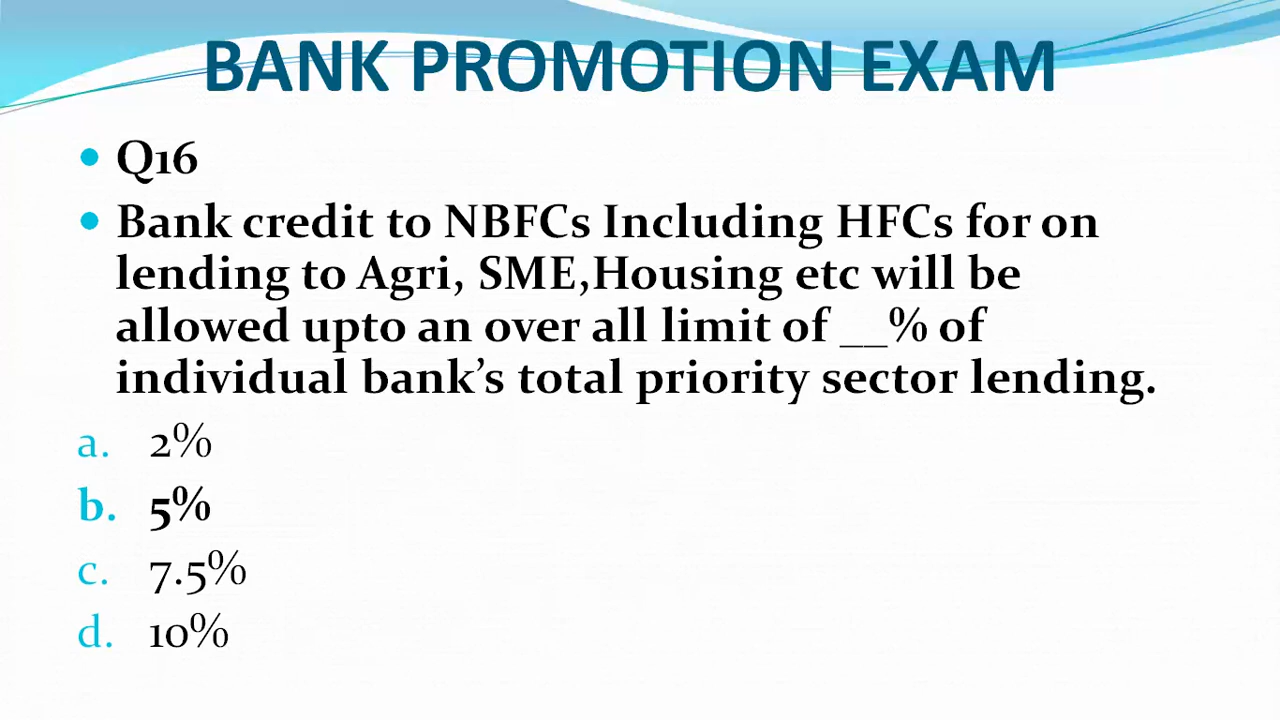 BANK PROMOTION EXAM
• Q16
• Bank credit to NBFCs Including HFCs for on
lending to Agri, SME,Housing etc will be
allowed upto an over all limit of __% of
individual bank’s total priority sector lending.
a. 2%
b. 5%
c. 7.5%
d. 10%